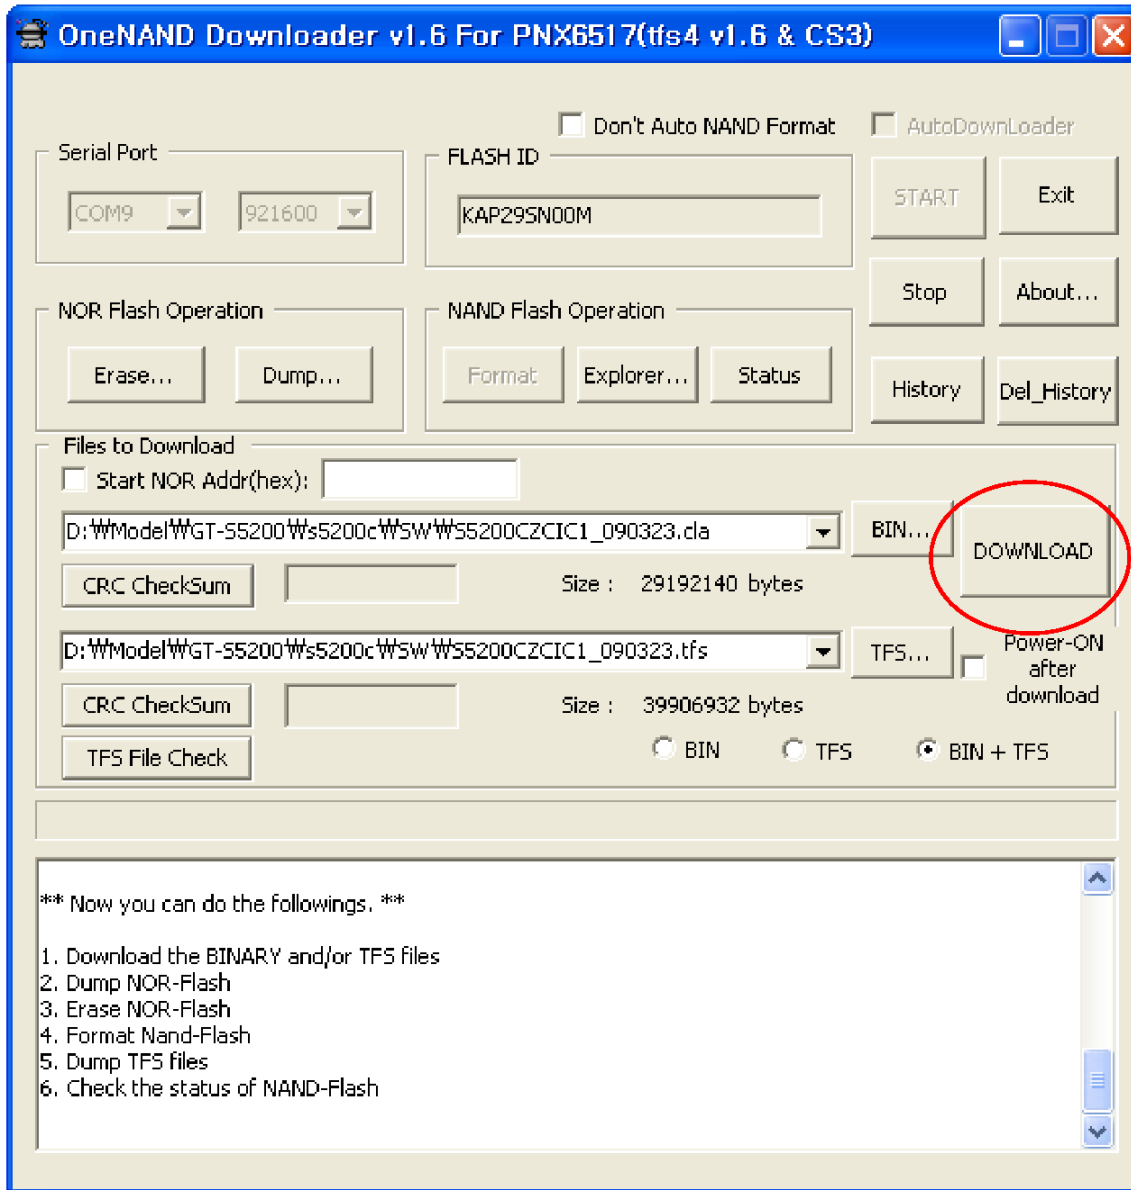 OneNAND Downloader v1.6 For PNX6517(tfs4 v1.6 & CS3)
Don't Auto NAND Format
AutoDownLoader
Serial Port
COM9
921600
FLASH ID
KAP29SN00M
START
Exit
Stop
About...
NOR Flash Operation
Erase...
Dump...
NAND Flash Operation
Format
Explorer...
Status
History
Del_History
Files to Download
Start NOR Addr(hex):
D:₩Model₩GT-S5200₩s5200c₩SW₩S5200CZCIC1_090323.cla
BIN...
DOWNLOAD
CRC CheckSum
Size : 29192140 bytes
D:₩Model₩GT-S5200₩s5200c₩SW₩S5200CZCIC1_090323.tfs
TFS...
Power-ON
after
download
CRC CheckSum
Size : 39906932 bytes
TFS File Check
BIN
TFS
BIN + TFS
** Now you can do the followings. **
1. Download the BINARY and/or TFS files
2. Dump NOR-Flash
3. Erase NOR-Flash
4. Format Nand-Flash
5. Dump TFS files
6. Check the status of NAND-Flash